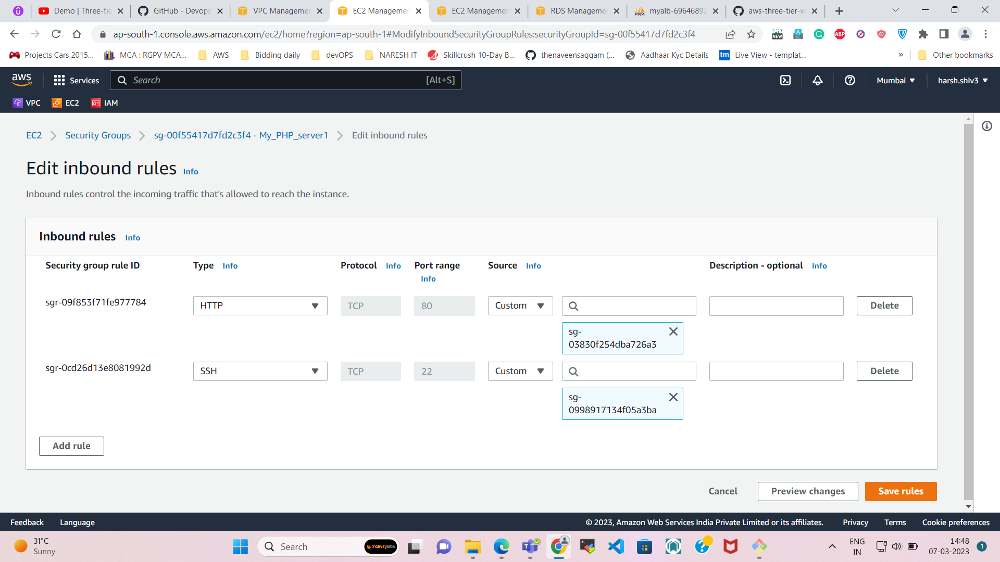 Demo | Three-tie
GitHub - Devops
VPC Managemen
EC2 Managemen
EC2 Managemen
RDS Managemen
PMA
myalb-69646892
aws-three-tier-w
ap-south-1.console.aws.amazon.com/ec2/home?region=ap-south-1#ModifyInboundSecurityGroupRules:securityGroupId=sg-00f55417d7fd2c3f4
NEW
ABP
Projects Cars 2015...
MCA : RGPV MCA...
AWS
Bidding daily
devOPS
NARESH IT
Skillcrush 10-Day B...
thenaveensaggam (...
Aadhaar Kyc Details
tm
Live View - templat...
»
Other bookmarks
aws
Services
Search
[Alt+S]
Mumbai
harsh.shiv3
VPC
EC2
IAM
EC2
Security Groups
sg-00f55417d7fd2c3f4 - My_PHP_server1
Edit inbound rules
Edit inbound rules Info
Inbound rules control the incoming traffic that's allowed to reach the instance.
Inbound rules Info
Security group rule ID
Type Info
Protocol Info
Port range
Info
Source Info
Description - optional Info
sgr-09f853f71fe977784
HTTP
TCP
80
Custom
Delete
sg-
03830f254dba726a3
sgr-0cd26d13e8081992d
SSH
TCP
22
Custom
Delete
sg-
0998917134f05a3ba
Add rule
Cancel
Preview changes
Save rules
Feedback
Language
© 2023, Amazon Web Services India Private Limited or its affiliates.
Privacy
Terms
Cookie preferences
31°C
Sunny
Search
motivitylabs
ENG
IN
14:48
07-03-2023
1